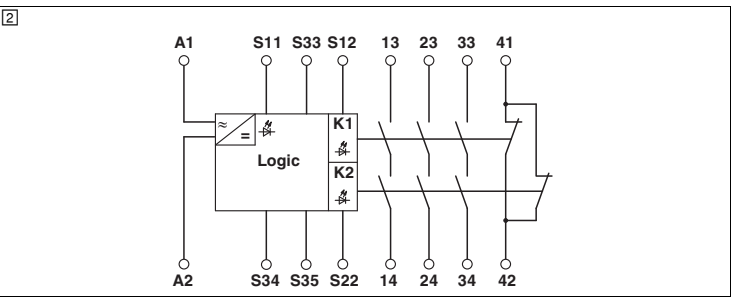 2
A1 S11 S33 S12 13 23 33 41
≈ K1
=
Logic
K2
A2 S34 S35 S22 14 24 34 42